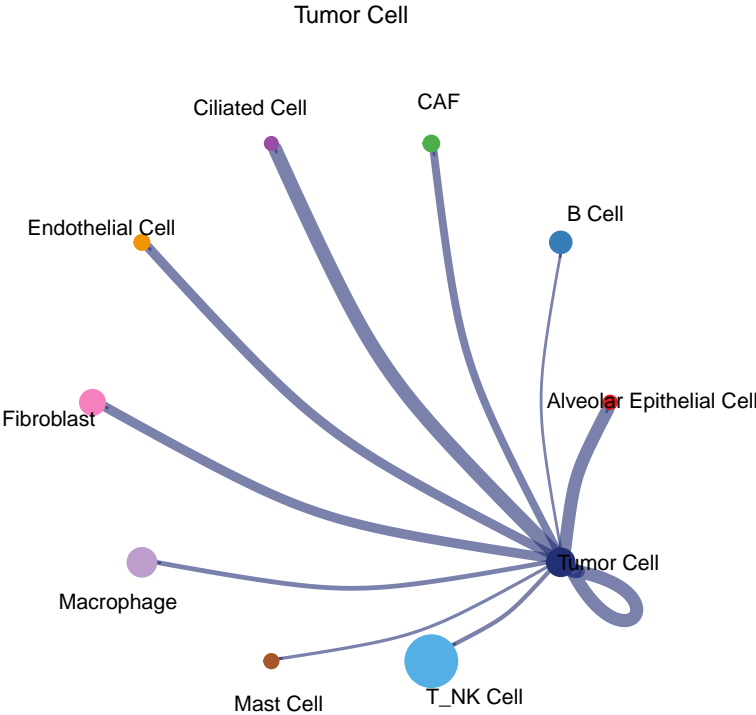 Tumor Cell
CAF
Ciliated Cell
B Cell
Endothelial Cell
Alveolar Epithelial Cell
Fibroblast
Tumor Cell
Macrophage
T_NK Cell
Mast Cell